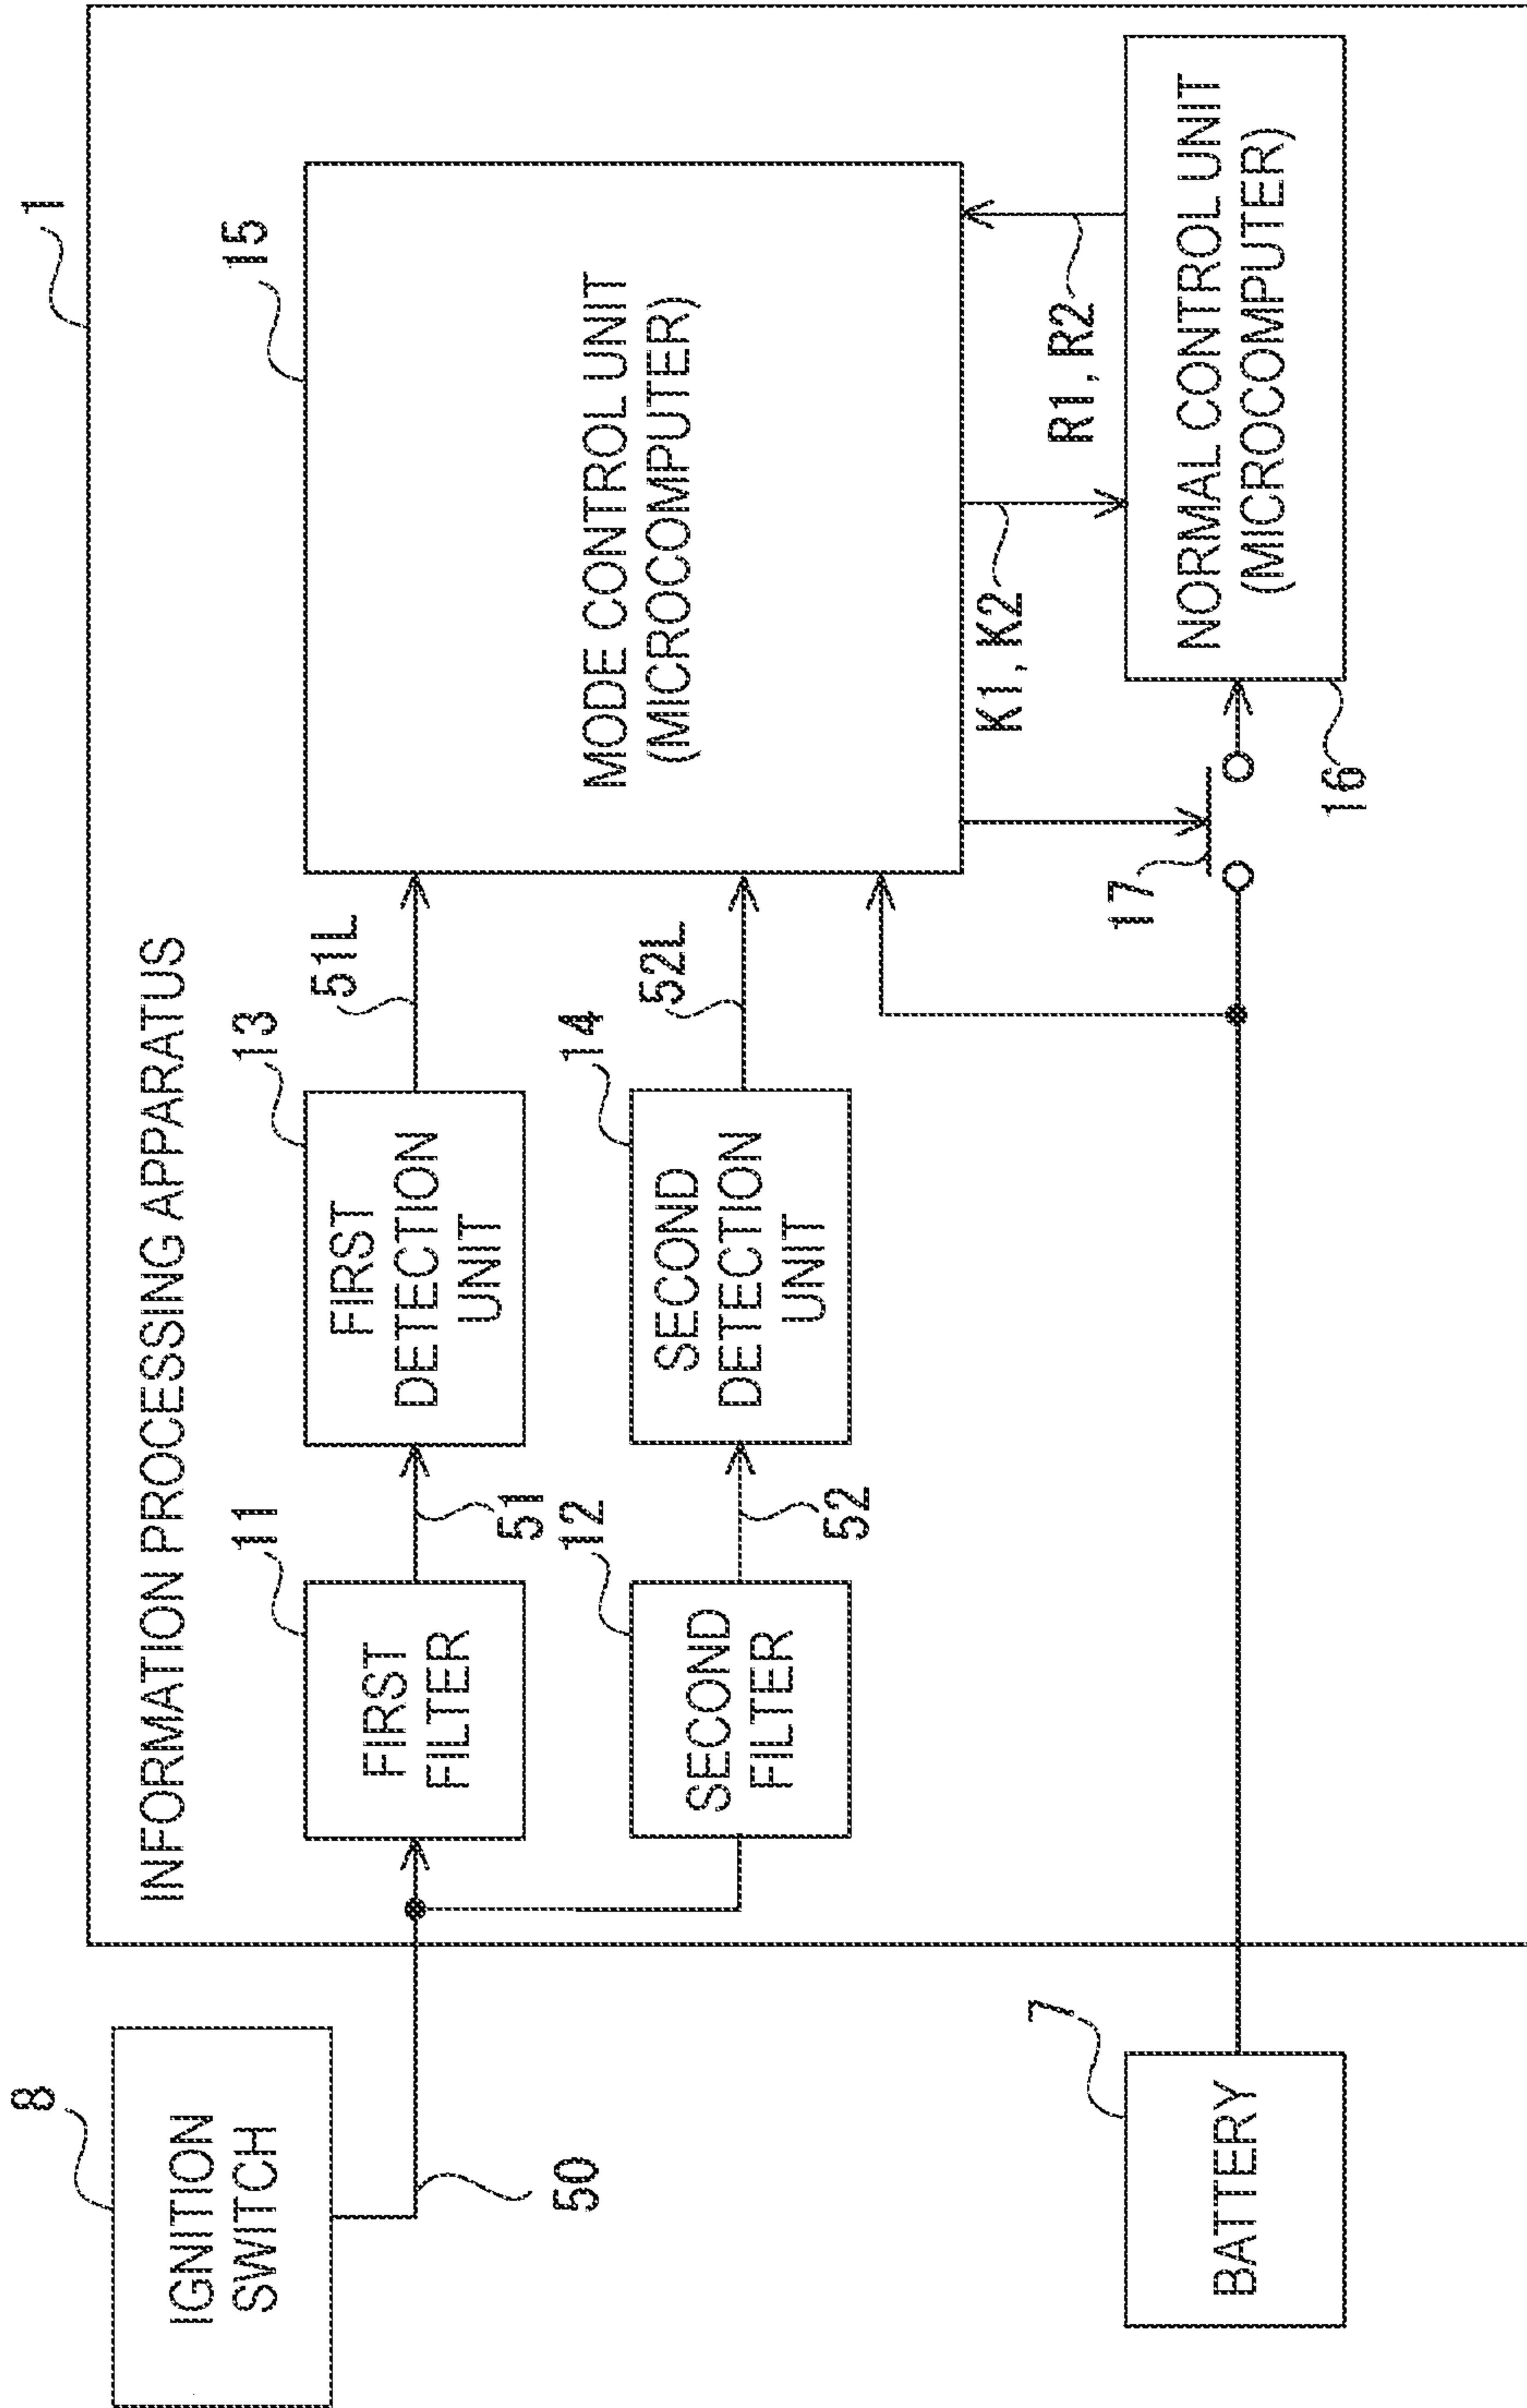 1
INFORMATION PROCESSING APPARATUS
8
IGNITION
SWITCH
50
11
FIRST
FILTER
51
13
FIRST
DETECTION
UNIT
51L
15
MODE CONTROL UNIT
(MICROCOMPUTER)
12
SECOND
FILTER
52
14
SECOND
DETECTION
UNIT
52L
K1, K2
R1, R2
7
BATTERY
17
16
NORMAL CONTROL UNIT
(MICROCOMPUTER)